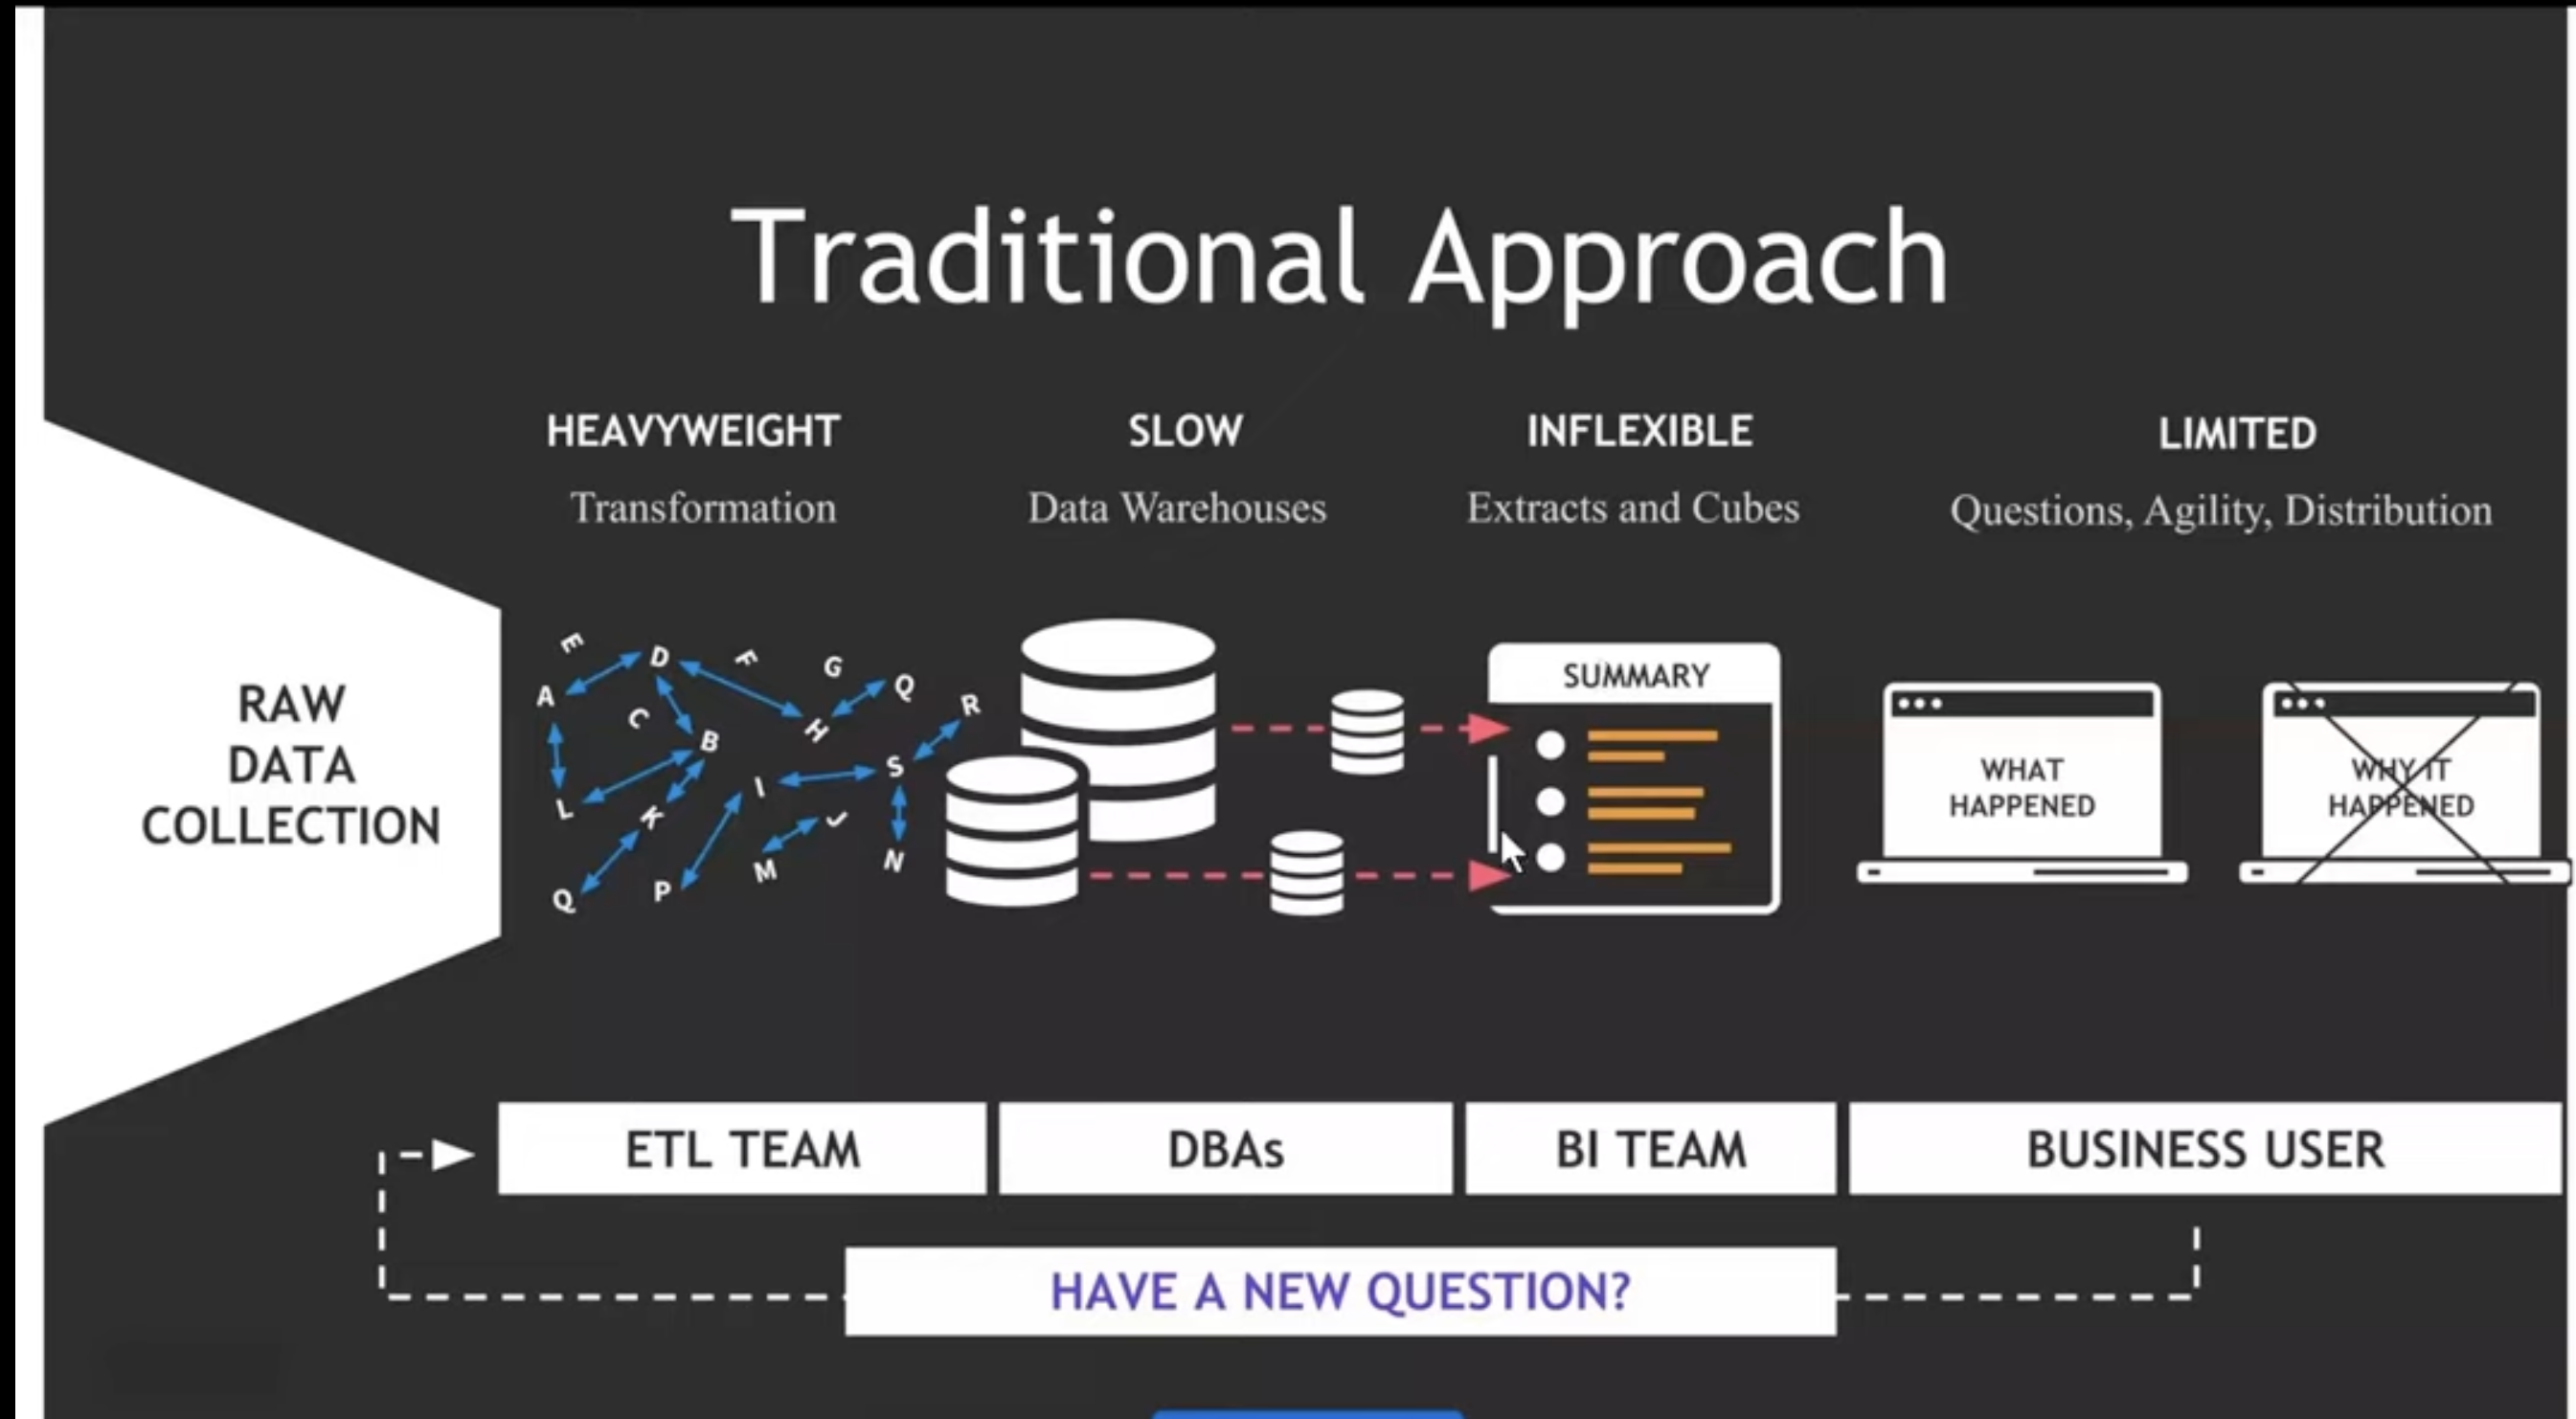 Traditional Approach
HEAVYWEIGHT
Transformation
SLOW
Data Warehouses
INFLEXIBLE
Extracts and Cubes
LIMITED
Questions, Agility, Distribution
RAW
DATA
COLLECTION
E
D
F
G
Q
A
C
R
B
H
S
I
L
K
J
N
M
Q
P
SUMMARY
WHAT
HAPPENED
WHY IT
HAPPENED
ETL TEAM
DBAs
BI TEAM
BUSINESS USER
HAVE A NEW QUESTION?